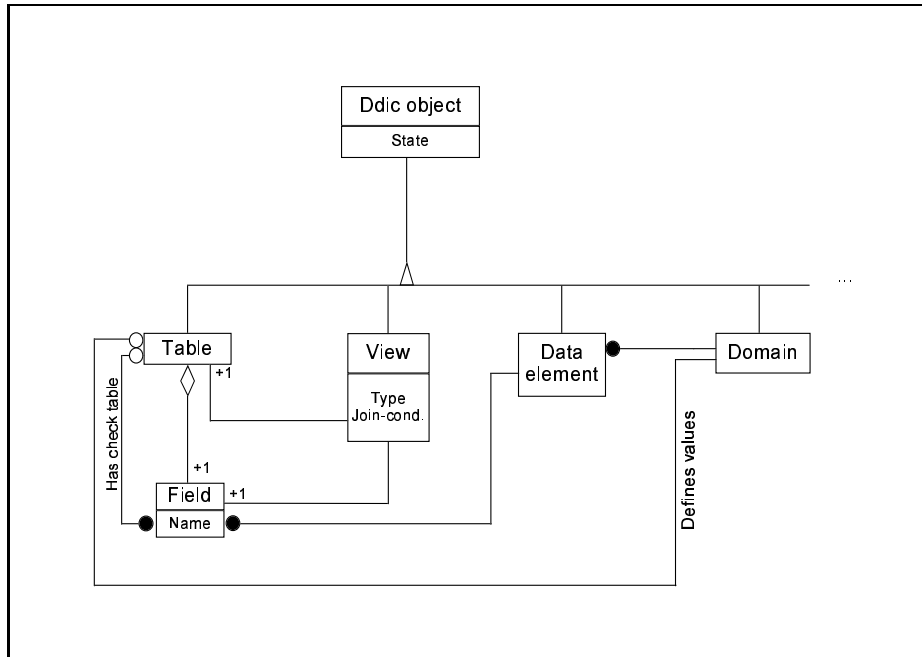 Ddic object
State
...
Table
+1
View
Type
Join-cond.
Data
element
Domain
Has check table
Defines values
+1
+1
Field
Name